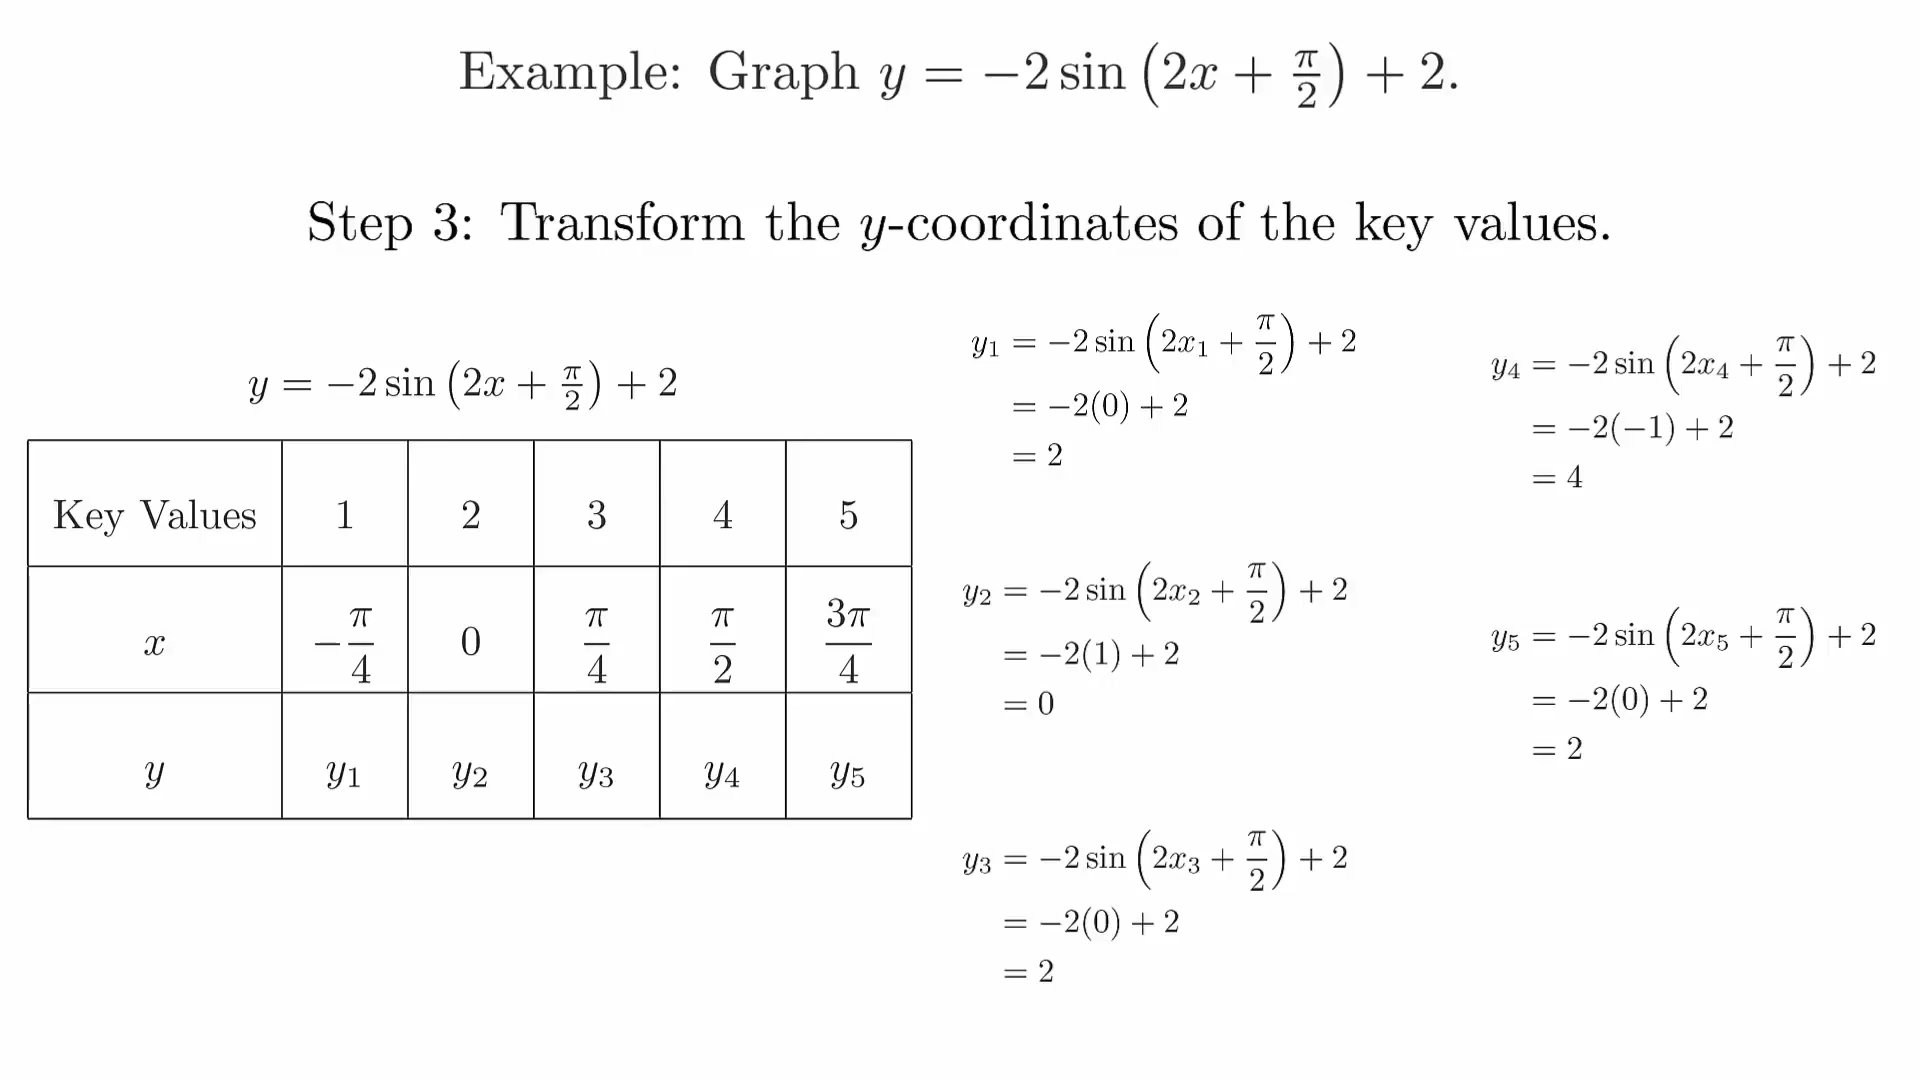 Example: Graph y = −2 sin (2x + π/2) + 2.
Step 3: Transform the y-coordinates of the key values.
y = −2 sin (2x + π/2) + 2
Key Values 1 2 3 4 5
x −π/4 0 π/4 π/2 3π/4
y y₁ y₂ y₃ y₄ y₅
y₁ = −2 sin (2x₁ + π/2) + 2
= −2(0) + 2
= 2
y₂ = −2 sin (2x₂ + π/2) + 2
= −2(1) + 2
= 0
y₃ = −2 sin (2x₃ + π/2) + 2
= −2(0) + 2
= 2
y₄ = −2 sin (2x₄ + π/2) + 2
= −2(−1) + 2
= 4
y₅ = −2 sin (2x₅ + π/2) + 2
= −2(0) + 2
= 2